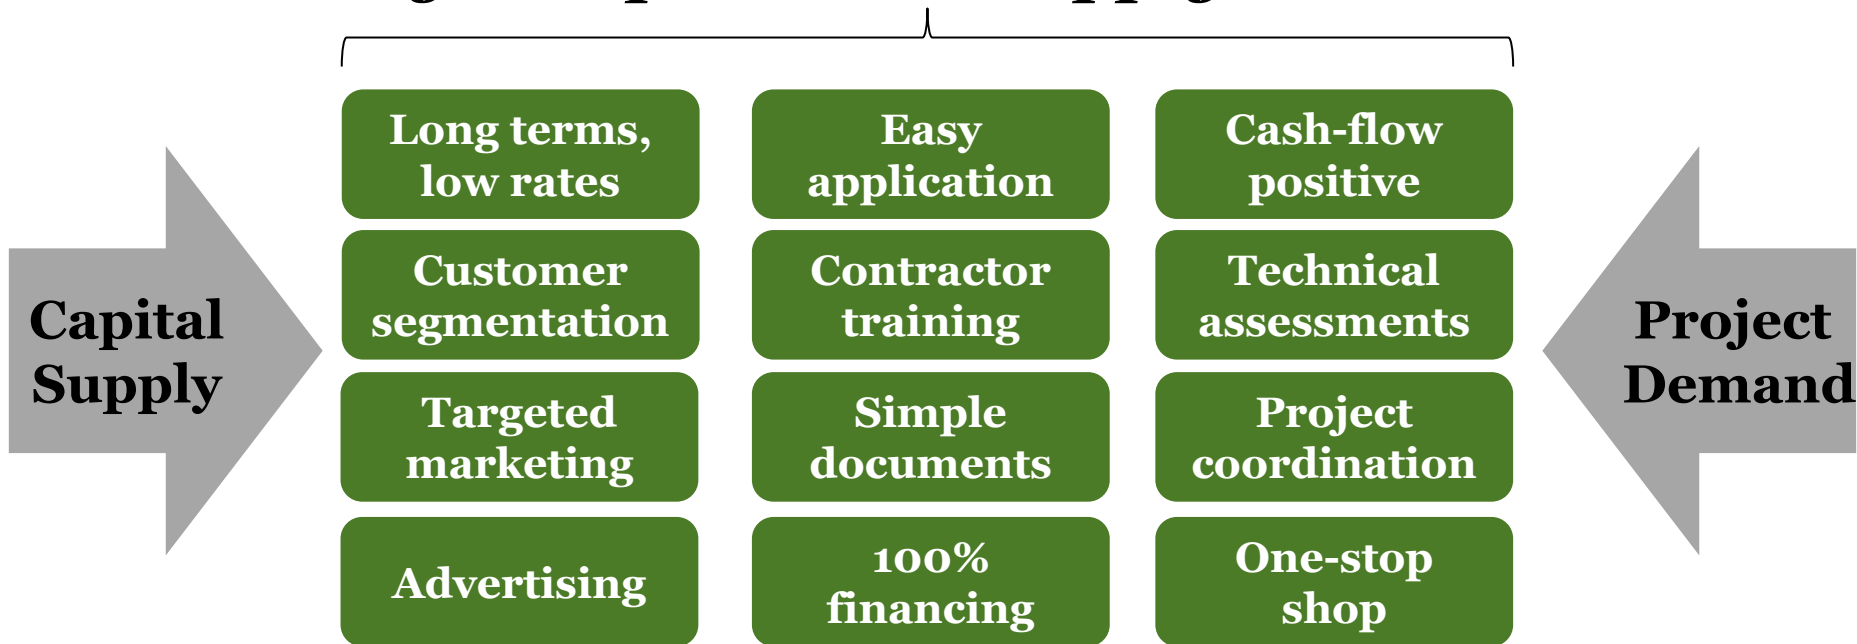 Long terms,
low rates
Easy
application
Cash-flow
positive
Customer
segmentation
Contractor
training
Technical
assessments
Capital
Supply
Project
Demand
Targeted
marketing
Simple
documents
Project
coordination
Advertising
100%
financing
One-stop
shop